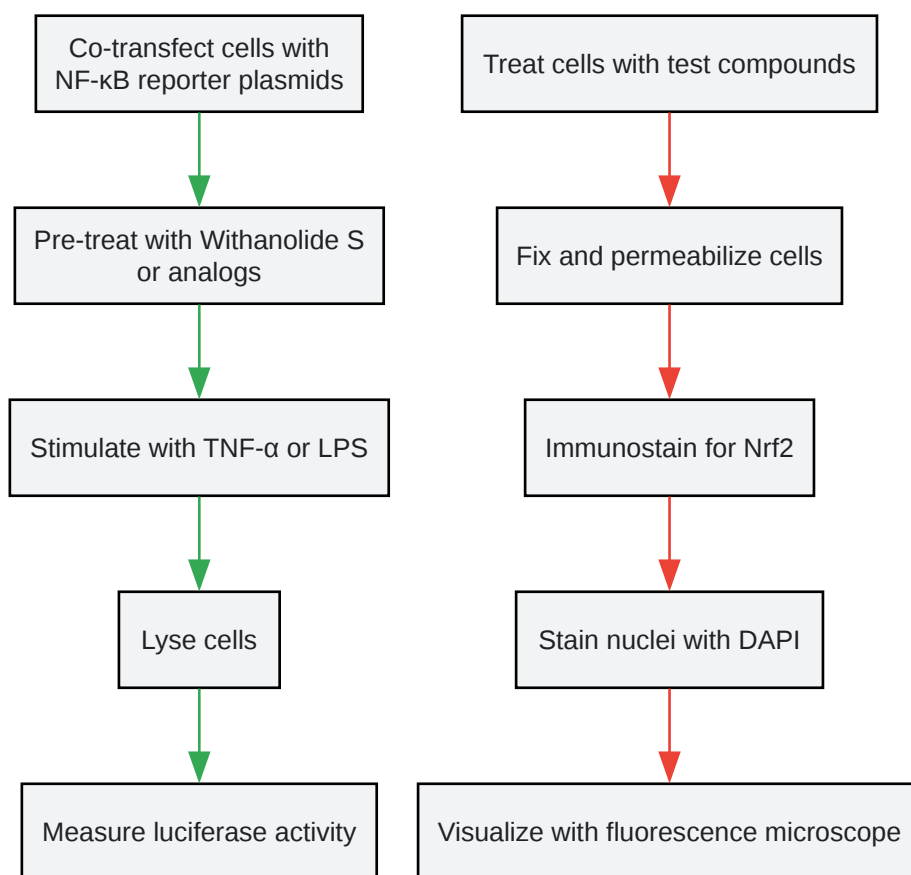 Co-transfect cells with
NF-κB reporter plasmids
Pre-treat with Withanolide S
or analogs
Stimulate with TNF-α or LPS
Lyse cells
Measure luciferase activity
Treat cells with test compounds
Fix and permeabilize cells
Immunostain for Nrf2
Stain nuclei with DAPI
Visualize with fluorescence microscope